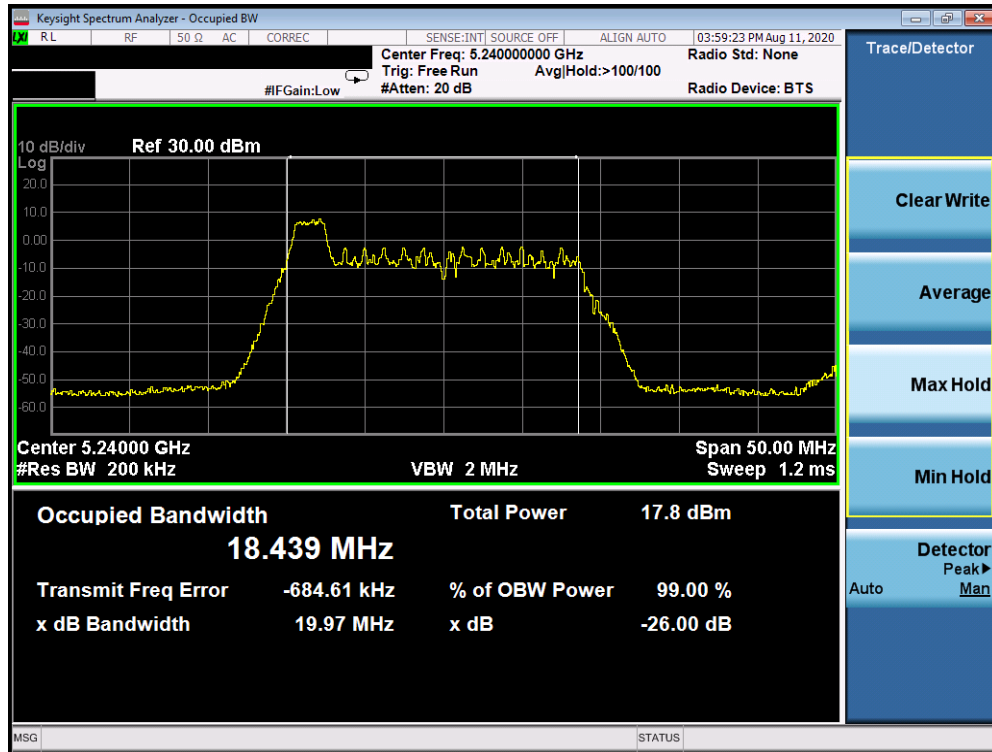 Keysight Spectrum Analyzer - Occupied BW
LXI RL RF 50 Ω AC CORREC SENSE:INT SOURCE OFF ALIGN AUTO 03:59:23 PM Aug 11, 2020
Center Freq: 5.240000000 GHz Radio Std: None
Trig: Free Run Avg|Hold:>100/100
#IFGain:Low #Atten: 20 dB Radio Device: BTS
10 dB/div Ref 30.00 dBm
Log
20.0
10.0
0.00
-10.0
-20.0
-30.0
-40.0
-50.0
-60.0
Center 5.24000 GHz Span 50.00 MHz
#Res BW 200 kHz VBW 2 MHz Sweep 1.2 ms
Occupied Bandwidth Total Power 17.8 dBm
18.439 MHz
Transmit Freq Error -684.61 kHz % of OBW Power 99.00 %
x dB Bandwidth 19.97 MHz x dB -26.00 dB
MSG STATUS
Trace/Detector
Clear Write
Average
Max Hold
Min Hold
Detector
Peak▶
Auto Man